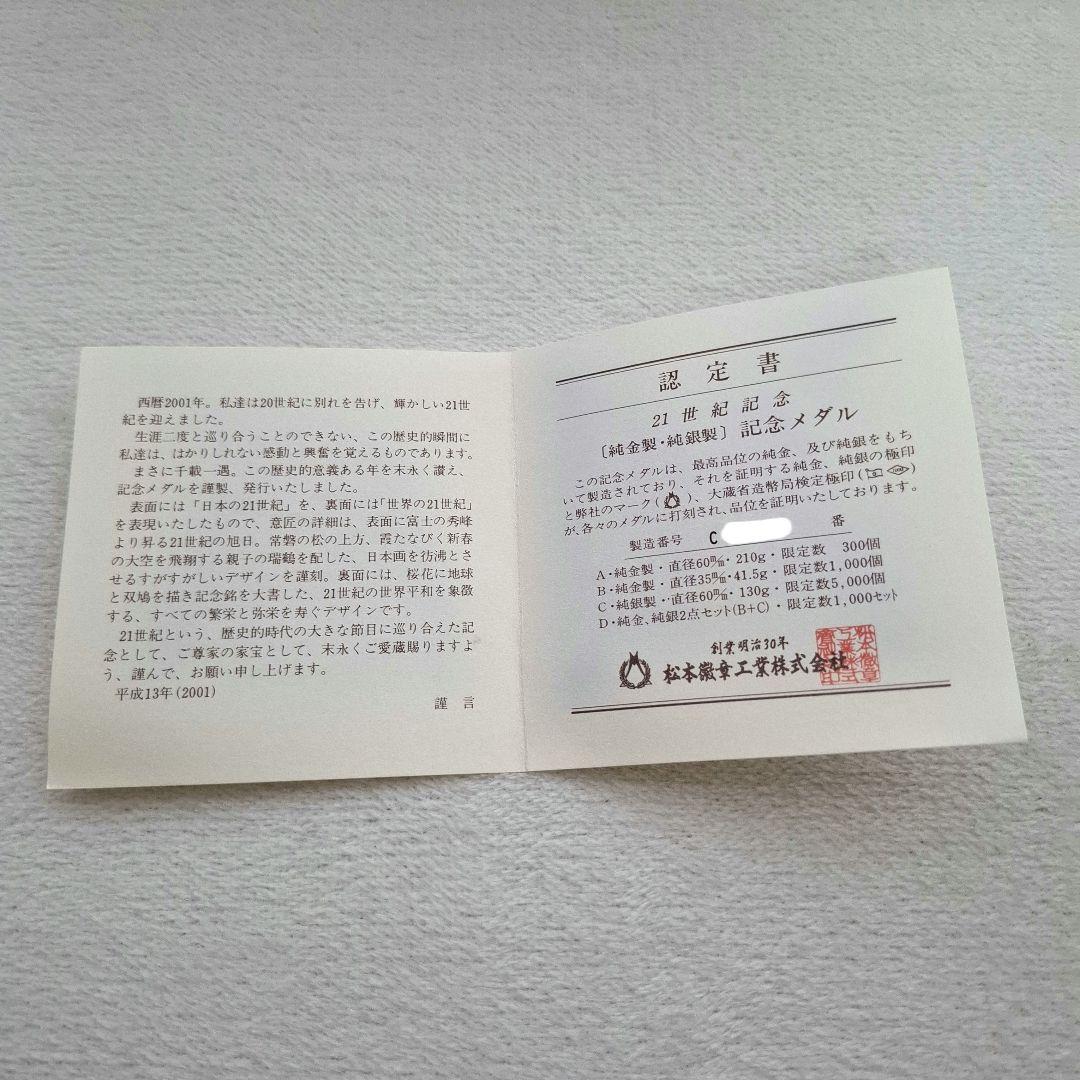 西暦2001年。私達は20世紀に別れを告げ、輝かしい21世
紀を迎えました。
生涯二度と巡り合うことのできない、この歴史的瞬間に
私達は、はかりしれない感動と興奮を覚えるものであります。
まさに千載一遇。この歴史的意義ある年を末永く讃え、
記念メダルを謹製、発行いたしました。
表面には「日本の21世紀」を、裏面には「世界の21世紀」
を表現いたしたもので、意匠の詳細は、表面に富士の秀峰
より昇る21世紀の旭日。常磐の松の上方、霞たなびく新春
の大空を飛翔する親子の瑞鶴を配した、日本画を彷沸とさ
せるすがすがしいデザインを謹刻。裏面には、桜花に地球
と双鳩を描き記念銘を大書した、21世紀の世界平和を象徴
する、すべての繁栄と弥栄を寿ぐデザインです。
21世紀という、歴史的時代の大きな節目に巡り合えた記
念として、ご尊家の家宝として、末永くご愛蔵賜りますよ
う、謹んで、お願い申し上げます。
平成13年(2001)
謹言
認定書
21世紀記念
〔純金製・純銀製〕記念メダル
この記念メダルは、最高品位の純金、及び純銀をもち
いて製造されており、それを証明する純金、純銀の極印
と弊社のマーク( )、大蔵省造幣局検定極印( )
が、各々のメダルに打刻され、品位を証明いたしております。
製造番号 C 番
A・純金製・直径60㎜・210g・限定数 300個
B・純金製・直径35㎜・41.5g・限定数1,000個
C・純銀製・直径60㎜・130g・限定数5,000個
D・純金、純銀2点セット(B+C)・限定数1,000セット
創業明治30年
松本徽章工業株式会社